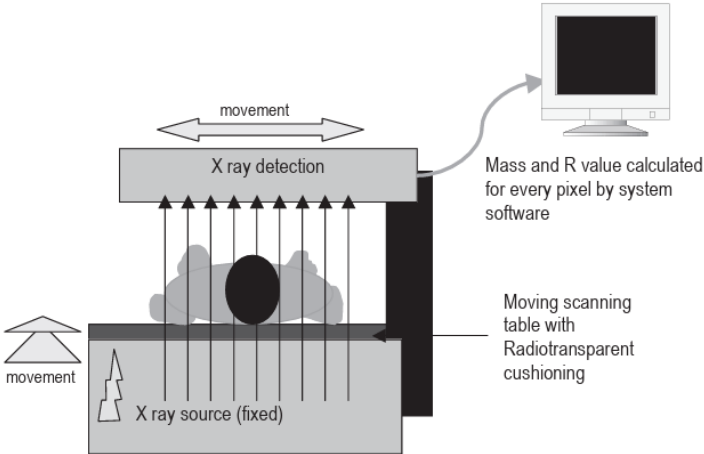 movement
X ray detection
Mass and R value calculated
for every pixel by system
software
Moving scanning
table with
Radiotransparent
cushioning
movement
X ray source (fixed)